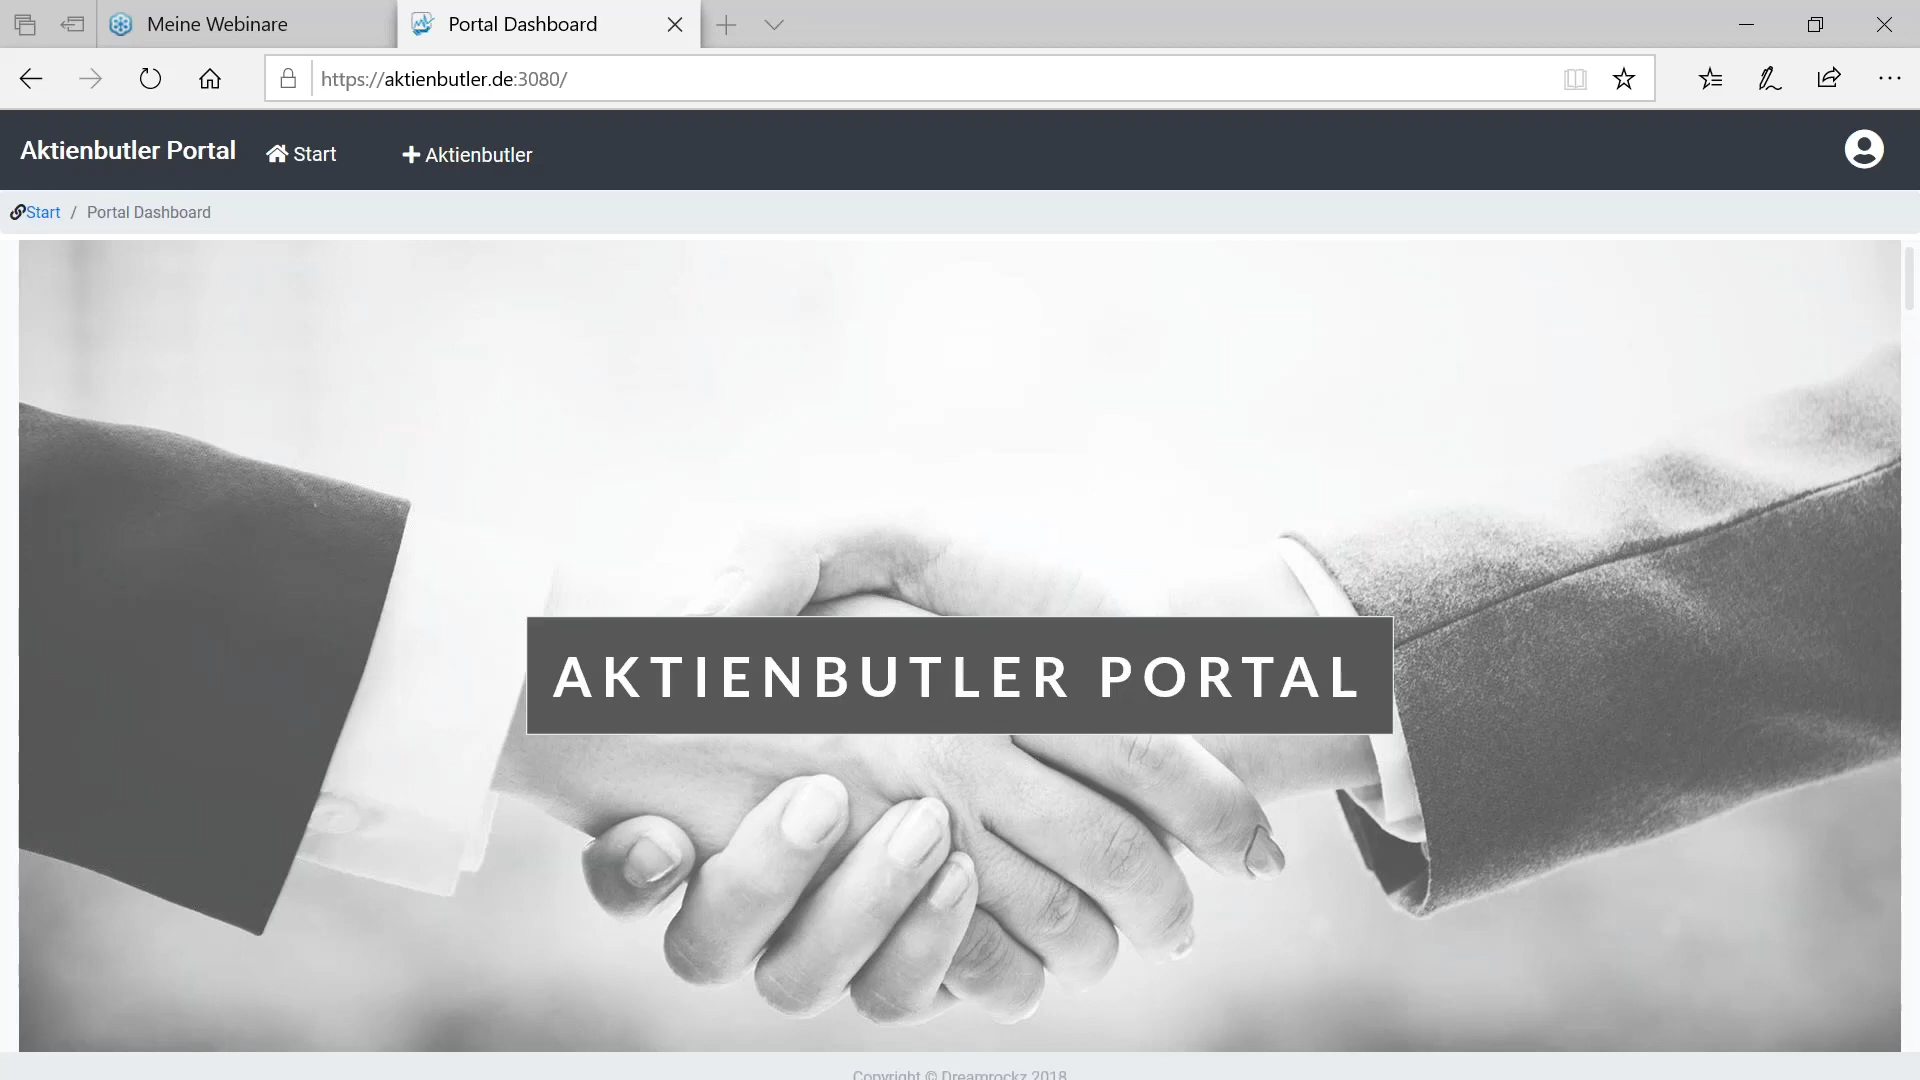 Meine Webinare
Portal Dashboard
https://aktienbutler.de:3080/
Aktienbutler Portal
Start
Aktienbutler
Start / Portal Dashboard
AKTIENBUTLER PORTAL
Copyright © Dreamrockz 2018